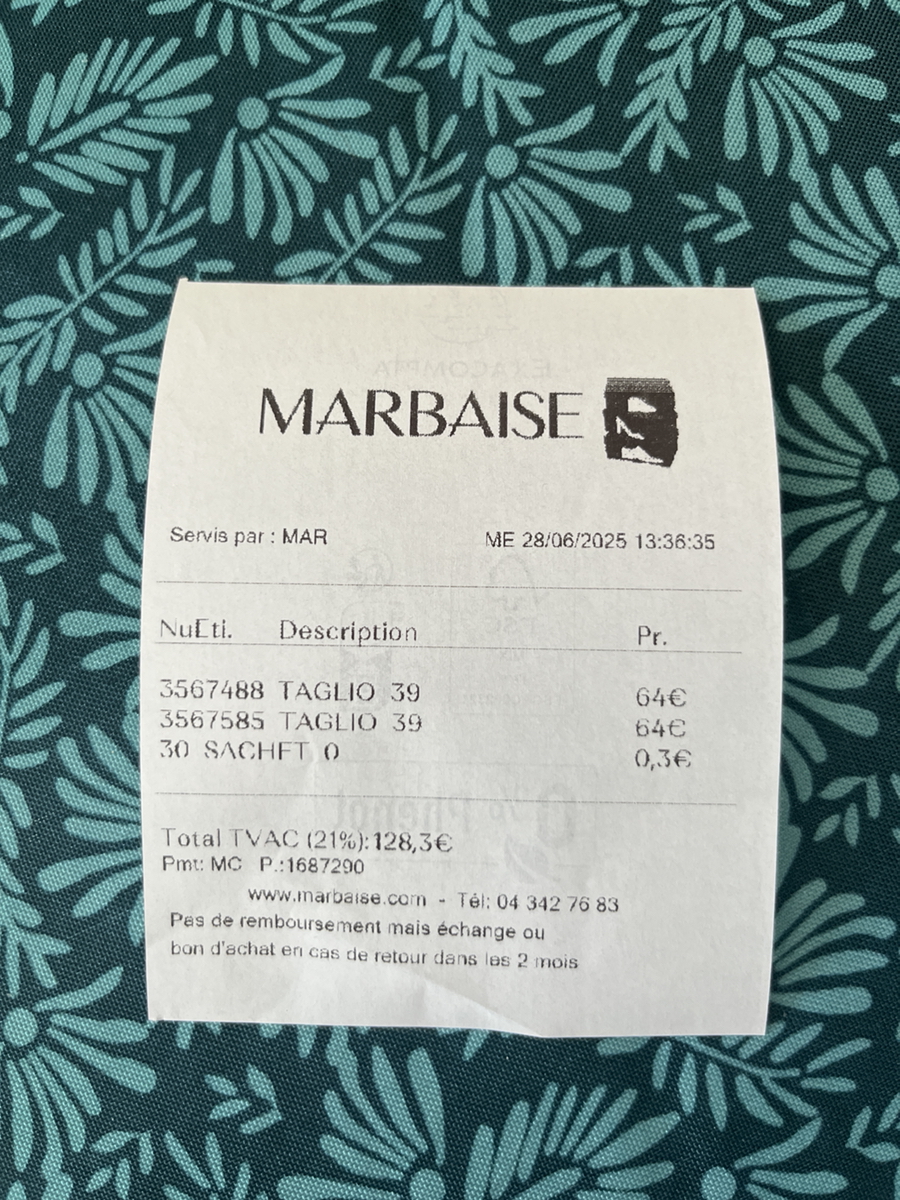 MARBAISE
Servis par : MAR ME 28/06/2025 13:36:35
NuEti. Description Pr.
3567488 TAGLIO 39 64€
3567585 TAGLIO 39 64€
30 SACHET 0 0,3€
Total TVAC (21%):128,3€
Pmt: MC P.:1687290
www.marbaise.com - Tél: 04 342 76 83
Pas de remboursement mais échange ou
bon d'achat en cas de retour dans les 2 mois
EXACOMPTA
0% Phénol